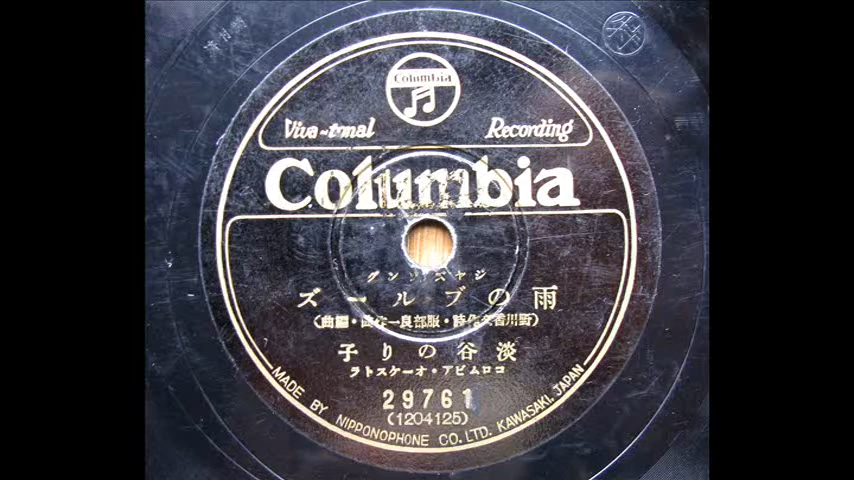 Columbia
Viva-tonal Recording
Columbia
ジヤズソング
雨のブルーズ
(野川香文作詩・服部良一作曲・編曲)
淡谷のり子
コロムビア・オーケストラ
29761
(1204125)
MADE BY NIPPONOPHONE CO. LTD. KAWASAKI, JAPAN